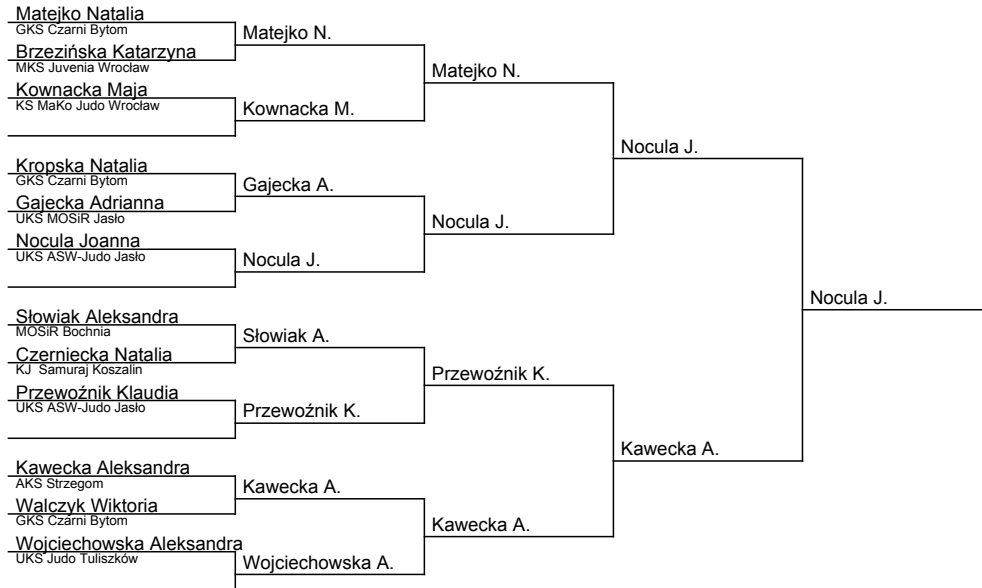 Matejko Natalia
GKS Czarni Bytom
Matejko N.
Brzezińska Katarzyna
MKS Juvenia Wrocław
Matejko N.
Kownacka Maja
KS MaKo Judo Wrocław
Kownacka M.
Nocula J.
Kropska Natalia
GKS Czarni Bytom
Gajecka A.
Gajecka Adrianna
UKS MOSiR Jasło
Nocula J.
Nocula Joanna
UKS ASW-Judo Jasło
Nocula J.
Nocula J.
Słowiak Aleksandra
MOSiR Bochnia
Słowiak A.
Czerniecka Natalia
KJ  Samuraj Koszalin
Przewoźnik K.
Przewoźnik Klaudia
UKS ASW-Judo Jasło
Przewoźnik K.
Kawecka A.
Kawecka Aleksandra
AKS Strzegom
Kawecka A.
Walczyk Wiktoria
GKS Czarni Bytom
Kawecka A.
Wojciechowska Aleksandra
UKS Judo Tuliszków
Wojciechowska A.